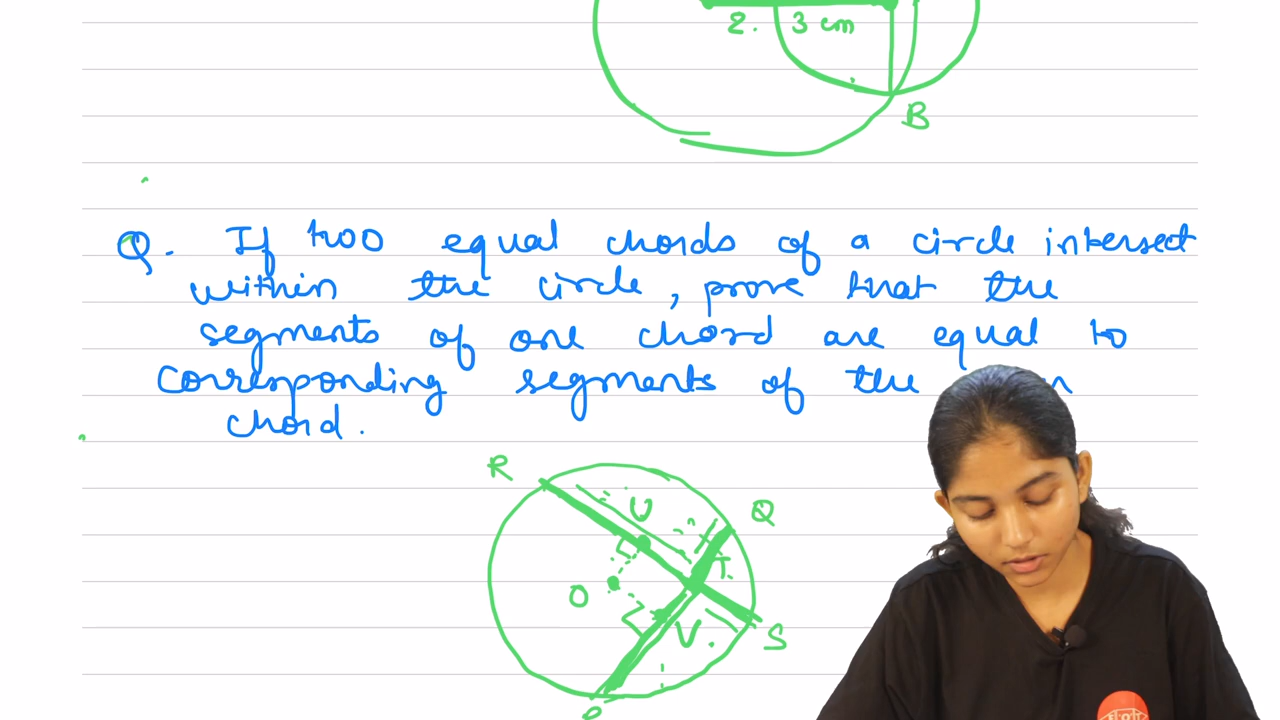 2. 3 cm
B
Q. If two equal chords of a circle intersect
within the circle, prove that the
segments of one chord are equal to
corresponding segments of the
chord.
R
U
Q
T
O
V
S